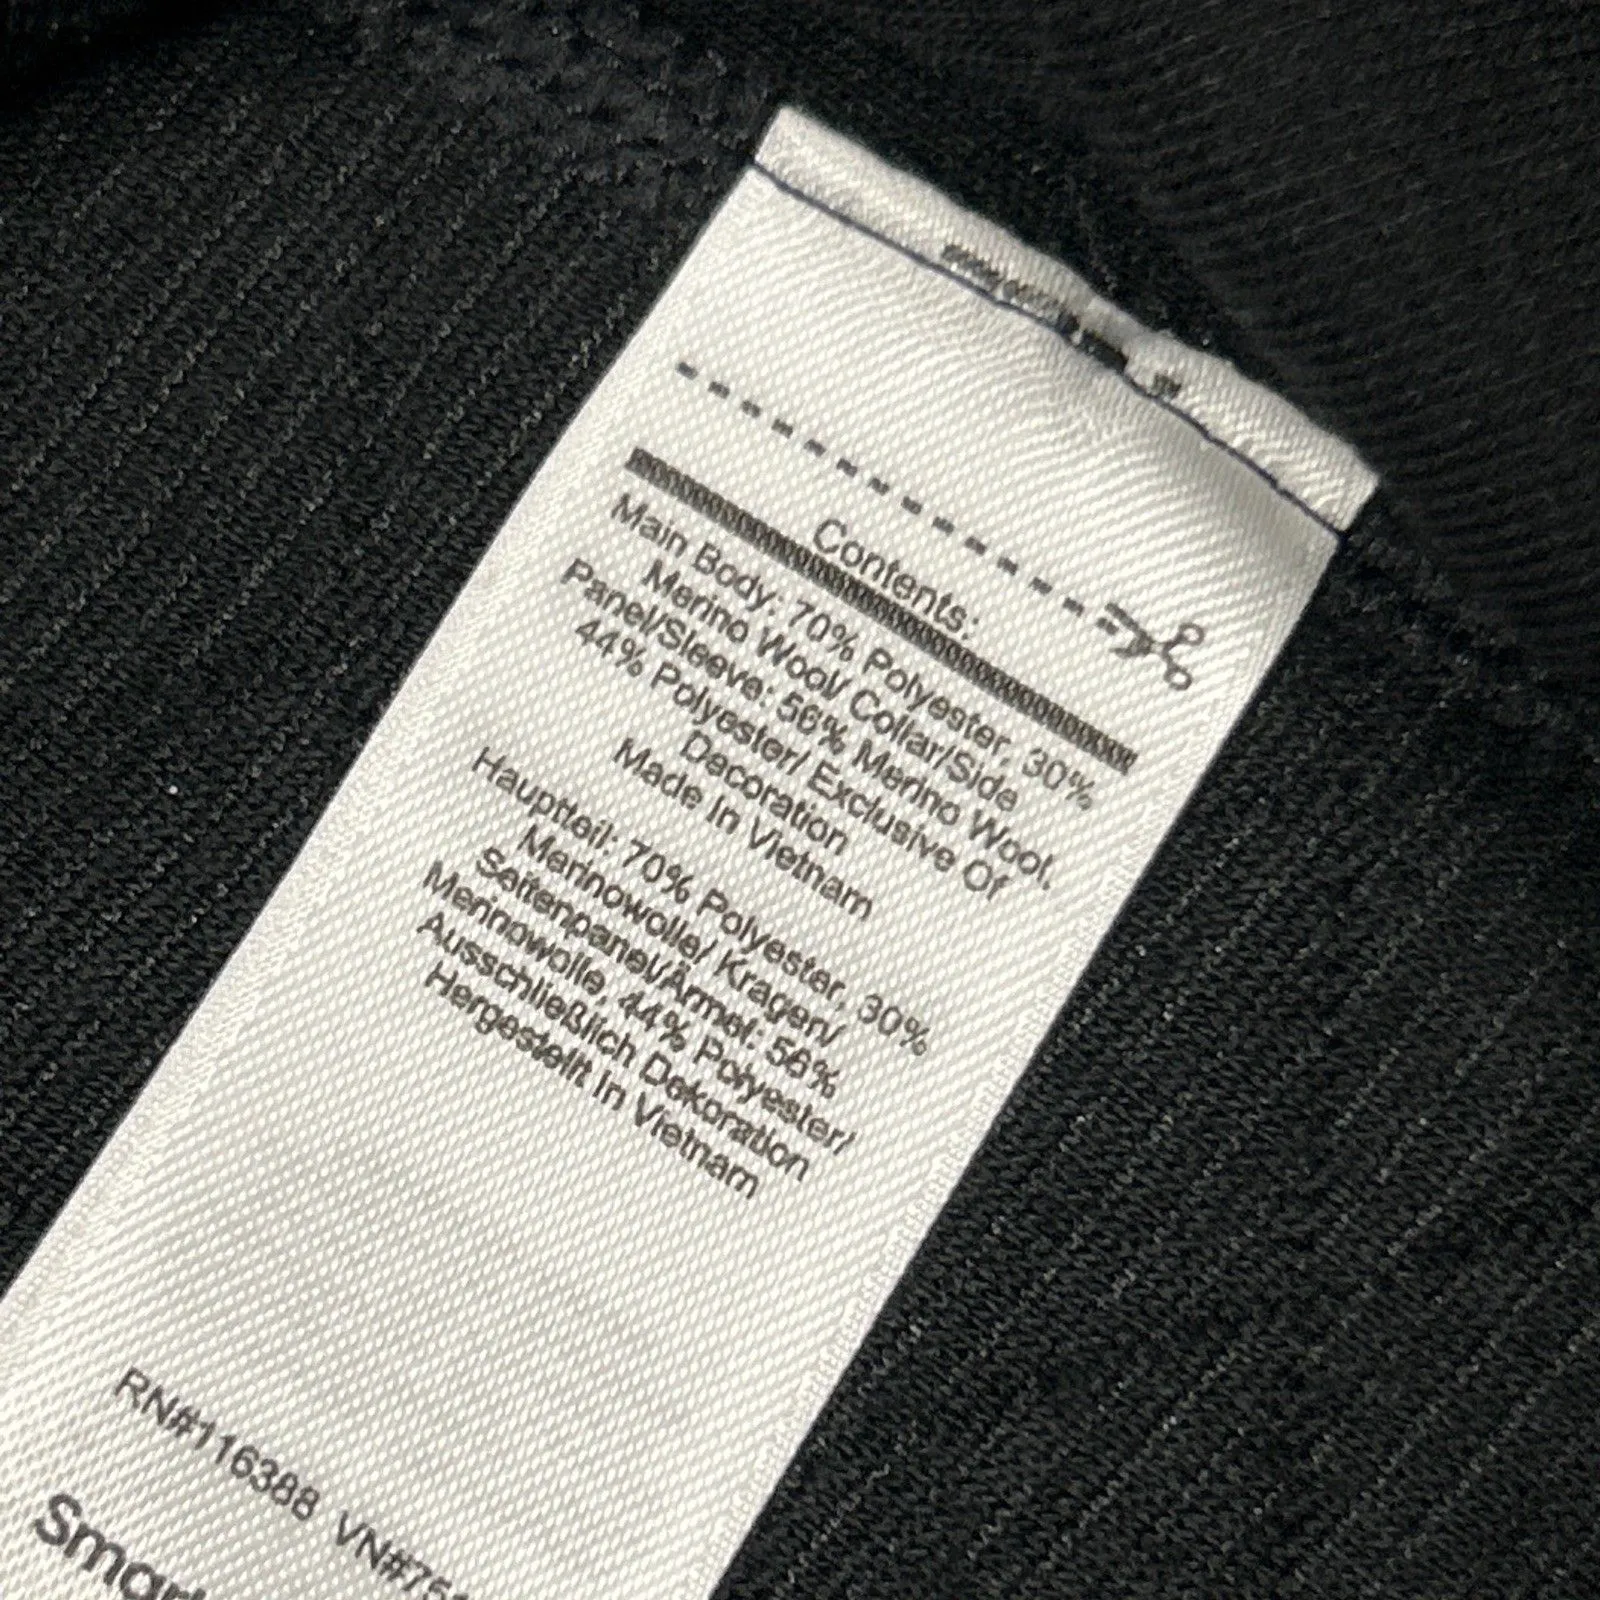 Contents:
Main Body: 70% Polyester, 30%
Merino Wool/ Collar/Side
Panel/Sleeve: 56% Merino Wool,
44% Polyester/ Exclusive Of
Decoration
Made In Vietnam
Hauptteil: 70% Polyester, 30%
Merinowolle/ Kragen/
Seitenpanel/Ärmel: 56%
Merinowolle, 44% Polyester/
Ausschließlich Dekoration
Hergestellt In Vietnam
RN#116388 VN#75
Smart